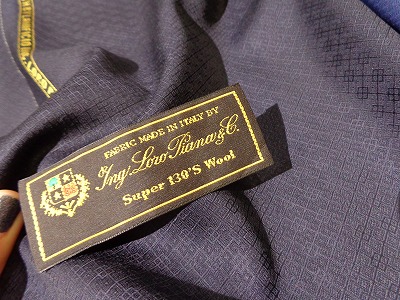 FABRIC MADE IN ITALY BY
Ing. Loro Piana & C.
Super 130'S Wool